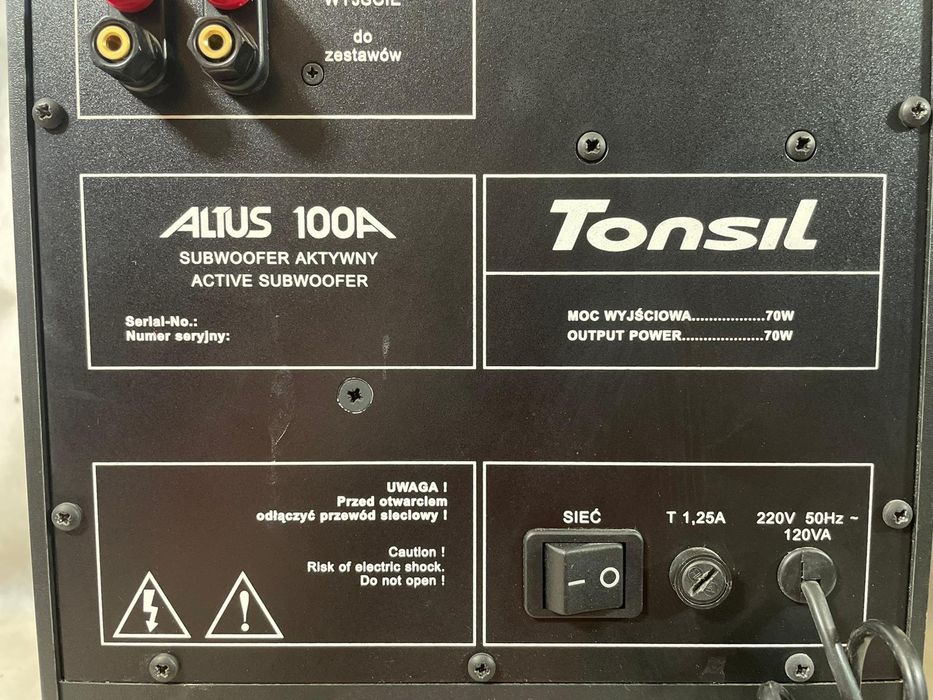 WYJŚCIE
do
zestawów
ALTUS 100A
SUBWOOFER AKTYWNY
ACTIVE SUBWOOFER
Serial-No.:
Numer seryjny:
Tonsil
MOC WYJŚCIOWA.................70W
OUTPUT POWER...................70W
UWAGA !
Przed otwarciem
odłączyć przewód sieciowy !
Caution !
Risk of electric shock.
Do not open !
SIEĆ
T 1,25A
220V 50Hz ~
120VA